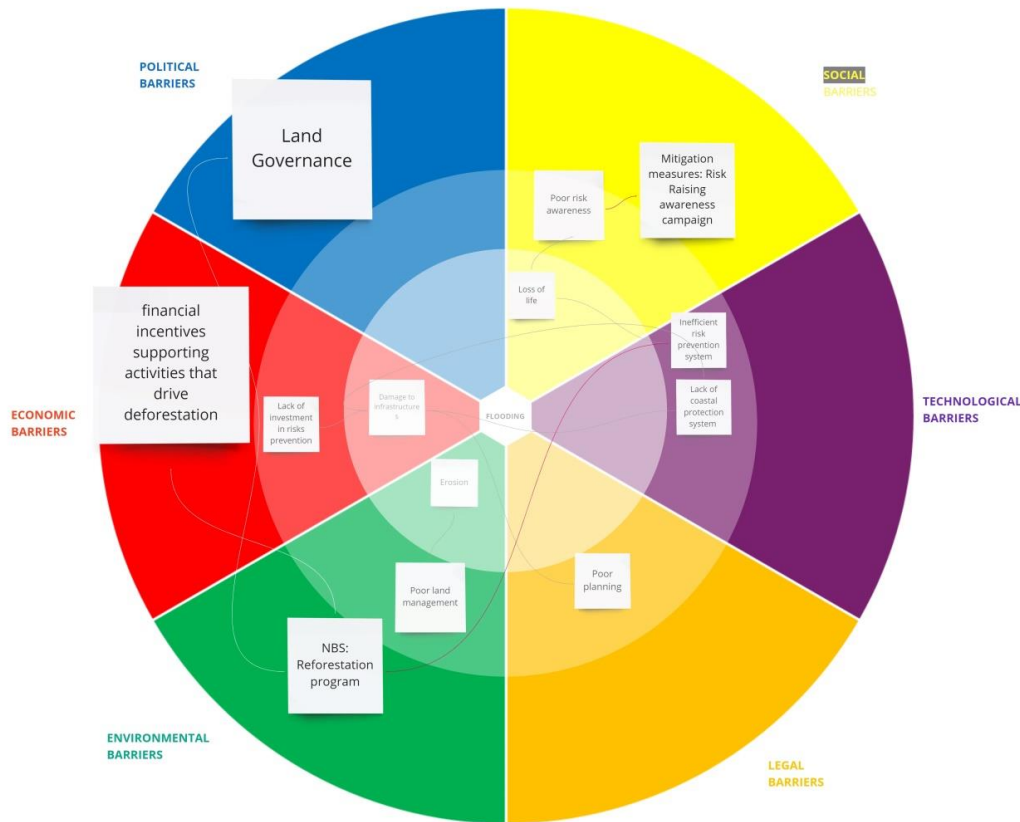 POLITICAL
BARRIERS
SOCIAL
BARRIERS
Land
Governance
Mitigation
measures: Risk
Raising
awareness
campaign
Poor risk
awareness
Loss of
life
Inefficient
risk
prevention
system
financial
incentives
supporting
activities that
drive
deforestation
Lack of
investment
in risks
prevention
Damage to
infrastructure
s
FLOODING
Lack of
coastal
protection
system
ECONOMIC
BARRIERS
TECHNOLOGICAL
BARRIERS
Erosion
Poor land
management
Poor
planning
NBS:
Reforestation
program
ENVIRONMENTAL
BARRIERS
LEGAL
BARRIERS